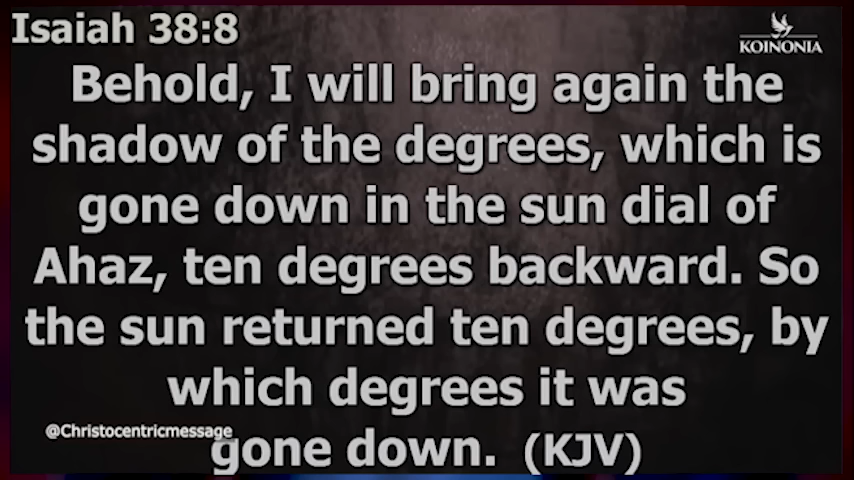 Isaiah 38:8
KOINONIA
Behold, I will bring again the
shadow of the degrees, which is
gone down in the sun dial of
Ahaz, ten degrees backward. So
the sun returned ten degrees, by
which degrees it was
@Christocentricmessage
gone down. (KJV)